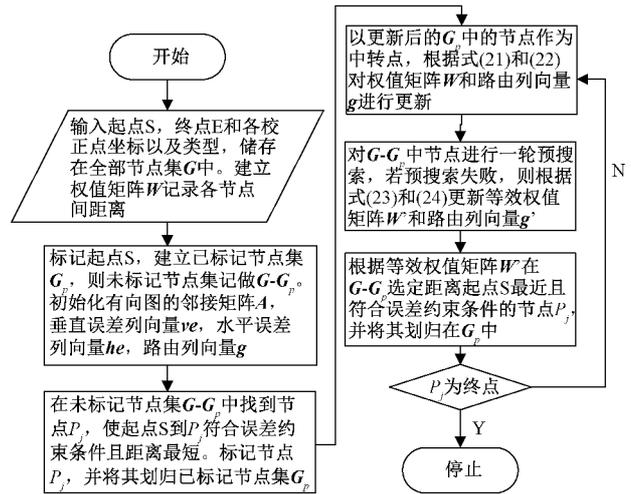 开始
输入起点S，终点E和各校
正点坐标以及类型，储存
在全部节点集G中。建立
权值矩阵W记录各节点
间距离
标记起点S，建立已标记节点集
Gp，则未标记节点集记做G-Gp。
初始化有向图的邻接矩阵A，
垂直误差列向量ve，水平误差
列向量he，路由列向量g
在未标记节点集G-Gp中找到节
点Pj，使起点S到Pj符合误差约
束条件且距离最短。标记节点
Pj，并将其划归已标记节点集Gp
以更新后的Gp中的节点作为
中转点，根据式(21)和(22)
对权值矩阵W和路由列向量
g进行更新
对G-Gp中节点进行一轮预搜
索，若预搜索失败，则根据
式(23)和(24)更新等效权值
矩阵W’和路由列向量g’
根据等效权值矩阵W’在
G-Gp选定距离起点S最近且
符合误差约束条件的节点Pj，
并将其划归在Gp中
Pj为终点
N
Y
停止